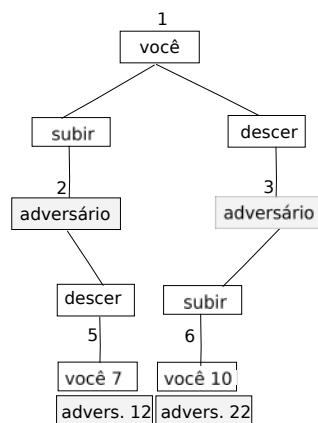 1
você
subir
descer
2
3
adversário
adversário
descer
subir
5
6
você 7
você 10
advers. 12
advers. 22